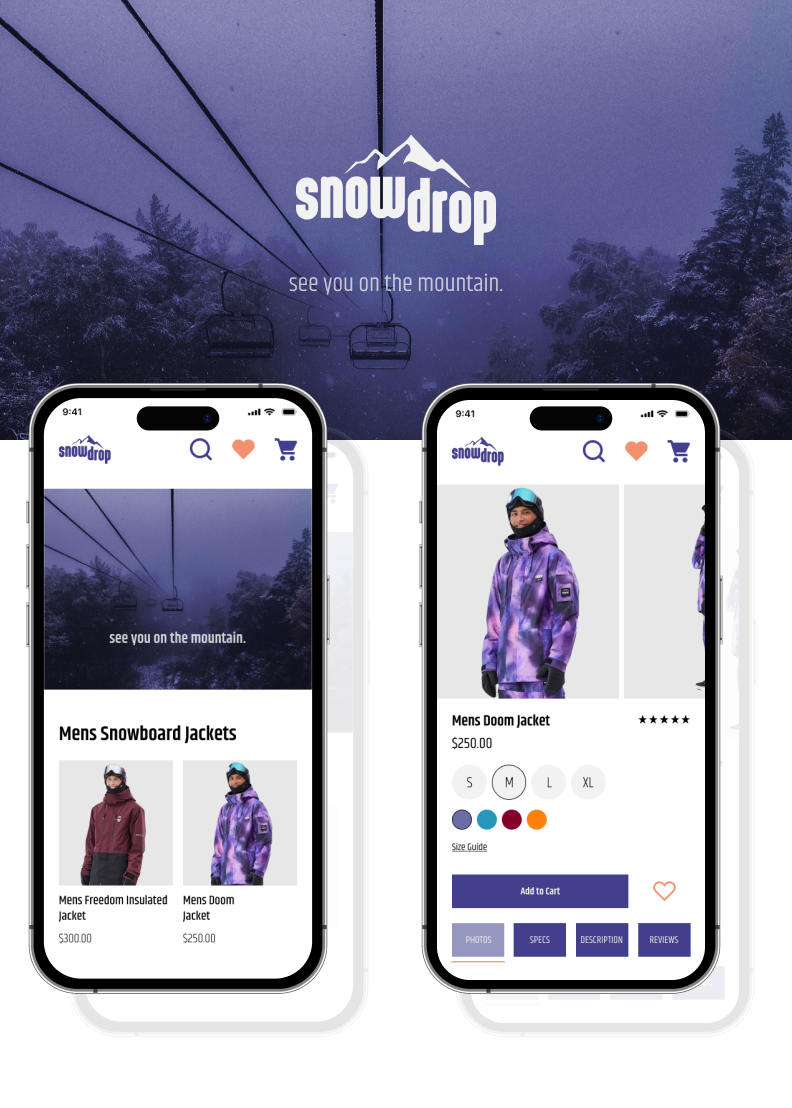 snowdrop
see you on the mountain.
9:41
snowdrop
see you on the mountain.
Mens Snowboard Jackets
Mens Freedom Insulated
Jacket
$300.00
Mens Doom
Jacket
$250.00
9:41
snowdrop
Mens Doom Jacket
$250.00
S M L XL
Size Guide
Add to Cart
PHOTOS SPECS DESCRIPTION REVIEWS